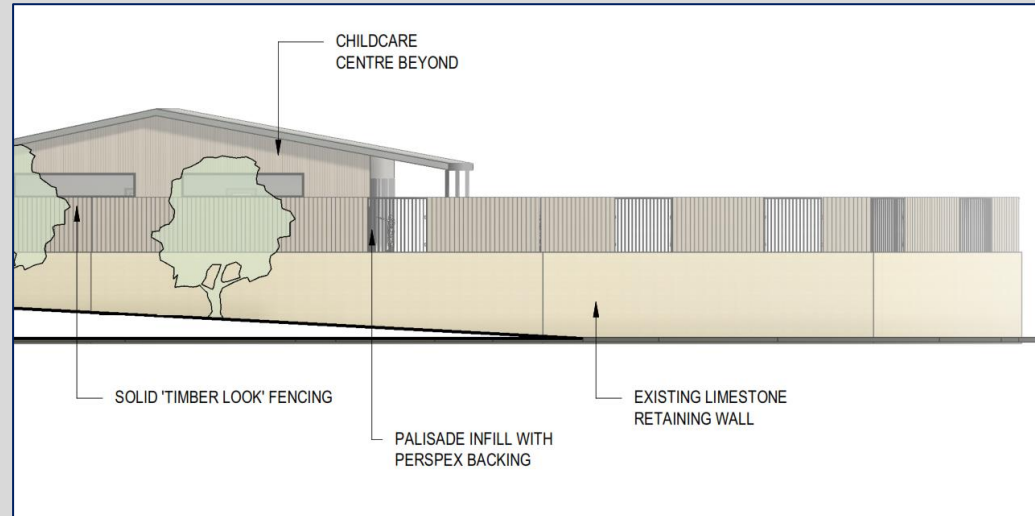 CHILDCARE
CENTRE BEYOND
SOLID 'TIMBER LOOK' FENCING
PALISADE INFILL WITH
PERSPEX BACKING
EXISTING LIMESTONE
RETAINING WALL